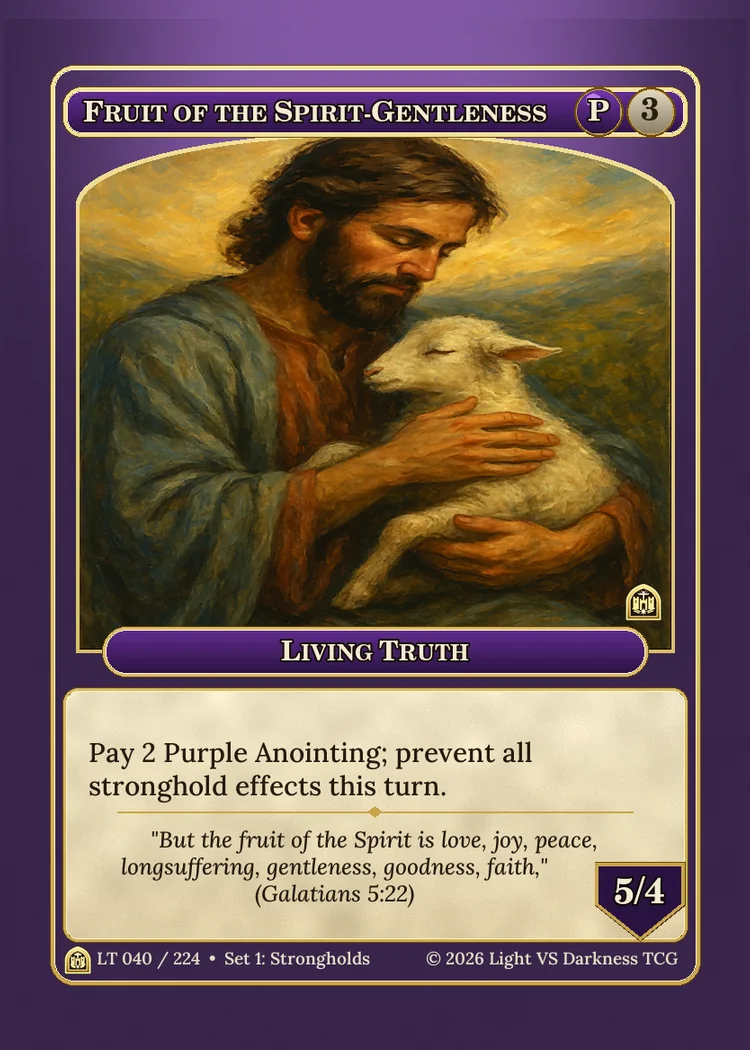 Fruit of the Spirit-Gentleness P 3
Living Truth
Pay 2 Purple Anointing; prevent all
stronghold effects this turn.
"But the fruit of the Spirit is love, joy, peace,
longsuffering, gentleness, goodness, faith,"
(Galatians 5:22)
5/4
LT 040 / 224 • Set 1: Strongholds © 2026 Light VS Darkness TCG